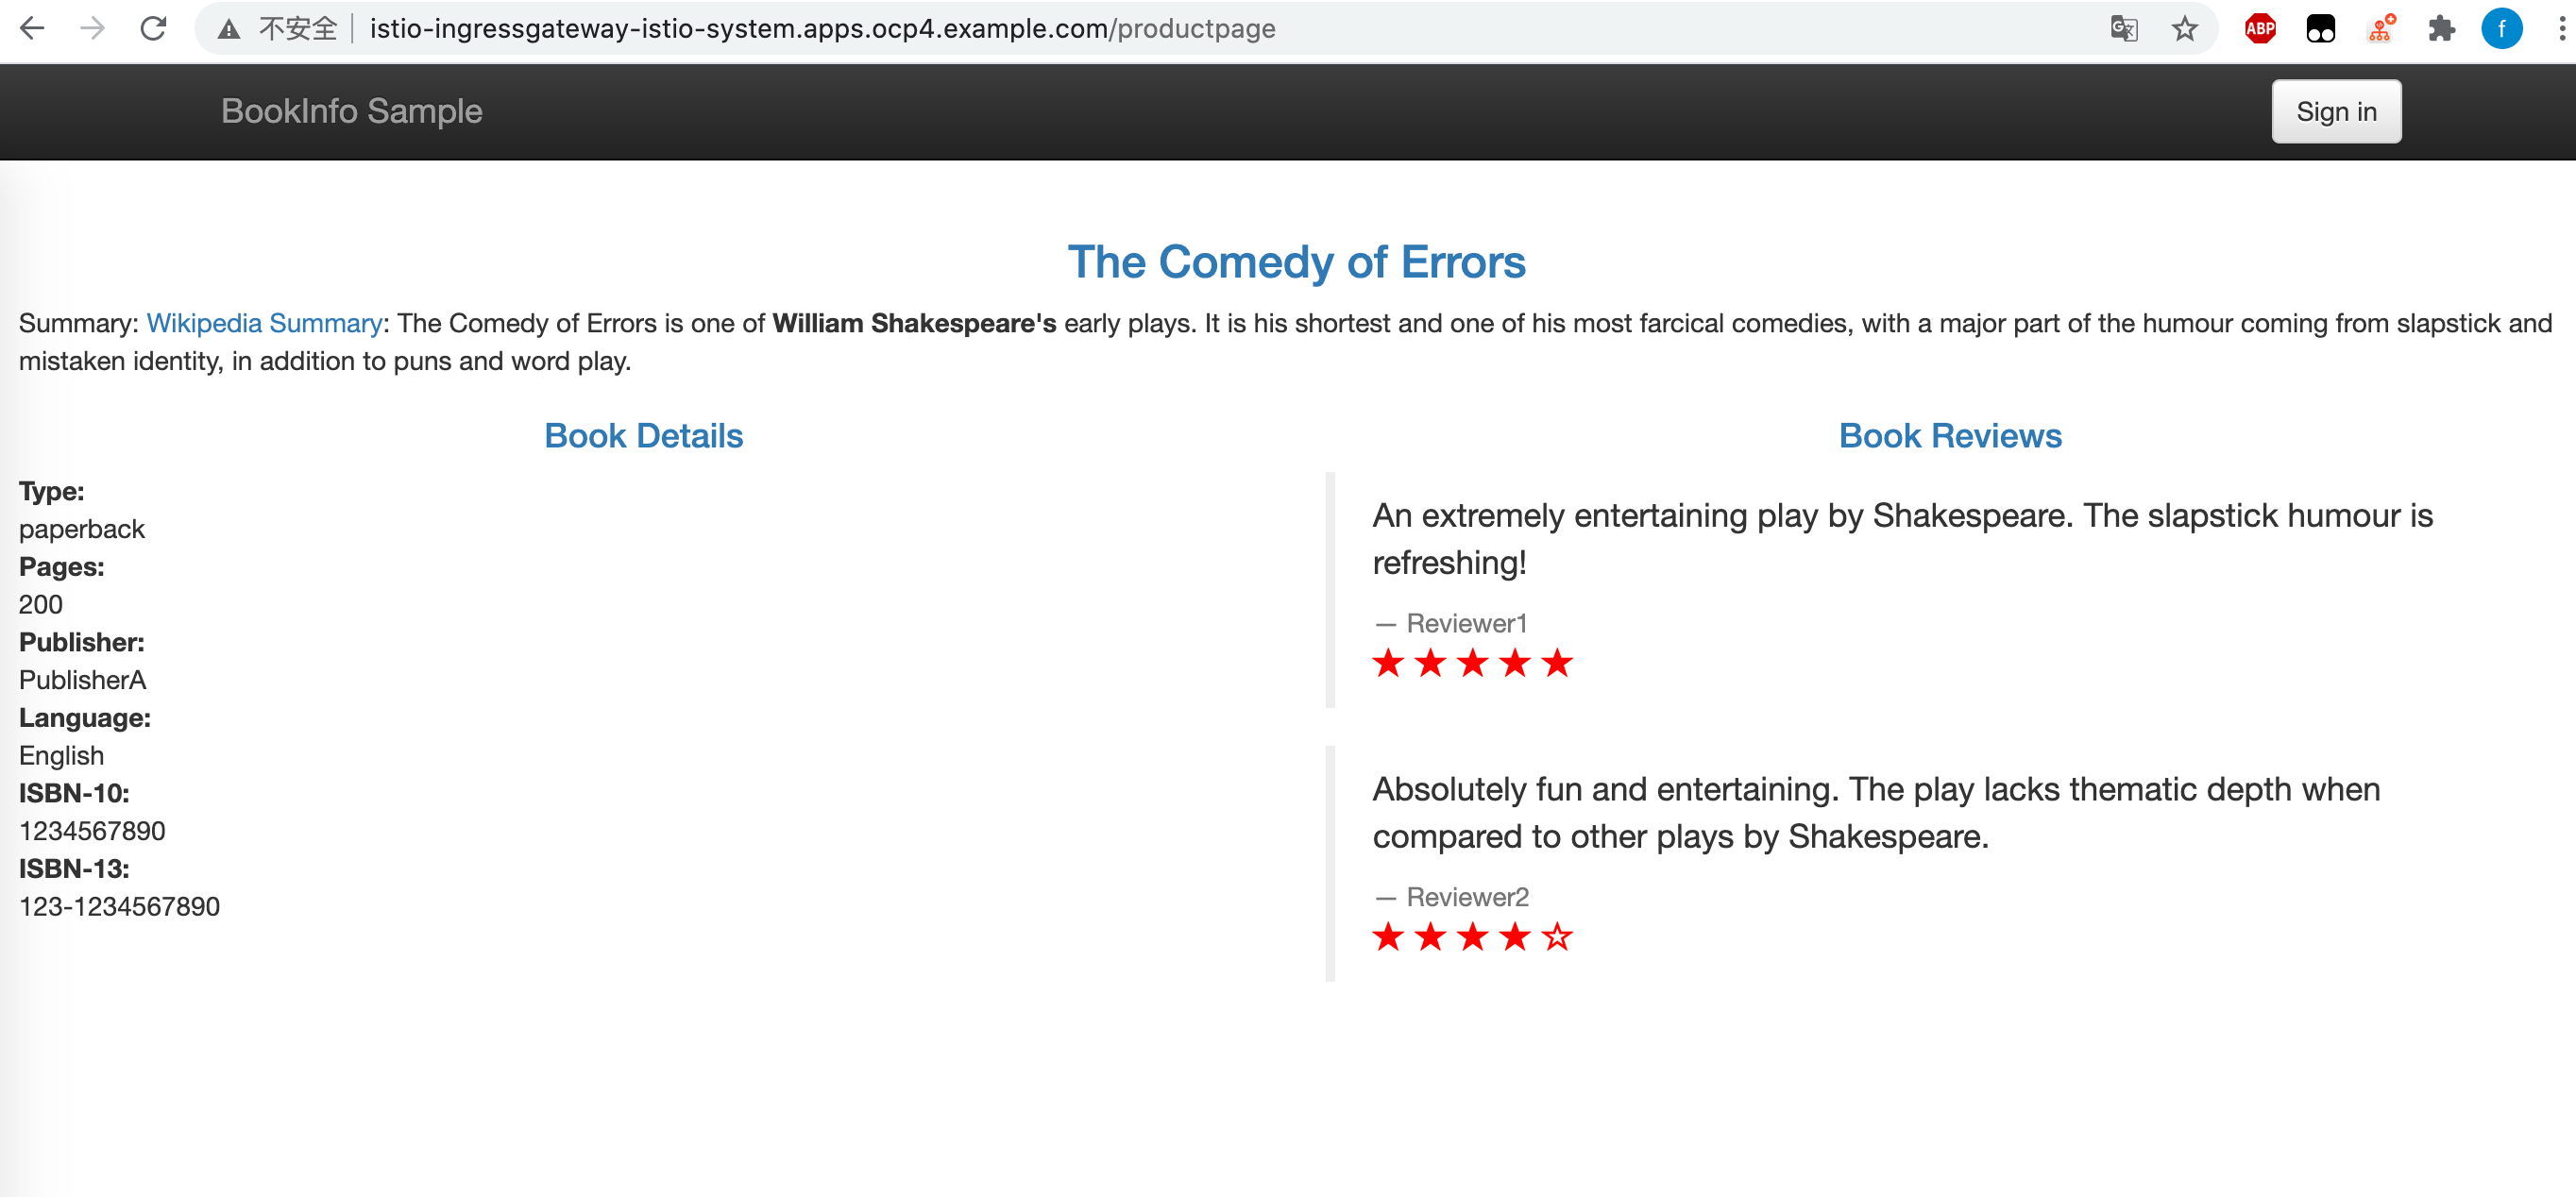 不安全 istio-ingressgateway-istio-system.apps.ocp4.example.com/productpage ABP f
BookInfo Sample Sign in
The Comedy of Errors
Summary: Wikipedia Summary: The Comedy of Errors is one of William Shakespeare's early plays. It is his shortest and one of his most farcical comedies, with a major part of the humour coming from slapstick and
mistaken identity, in addition to puns and word play.
Book Details
Type:
paperback
Pages:
200
Publisher:
PublisherA
Language:
English
ISBN-10:
1234567890
ISBN-13:
123-1234567890
Book Reviews
An extremely entertaining play by Shakespeare. The slapstick humour is
refreshing!
— Reviewer1
★ ★ ★ ★ ★
Absolutely fun and entertaining. The play lacks thematic depth when
compared to other plays by Shakespeare.
— Reviewer2
★ ★ ★ ★ ☆